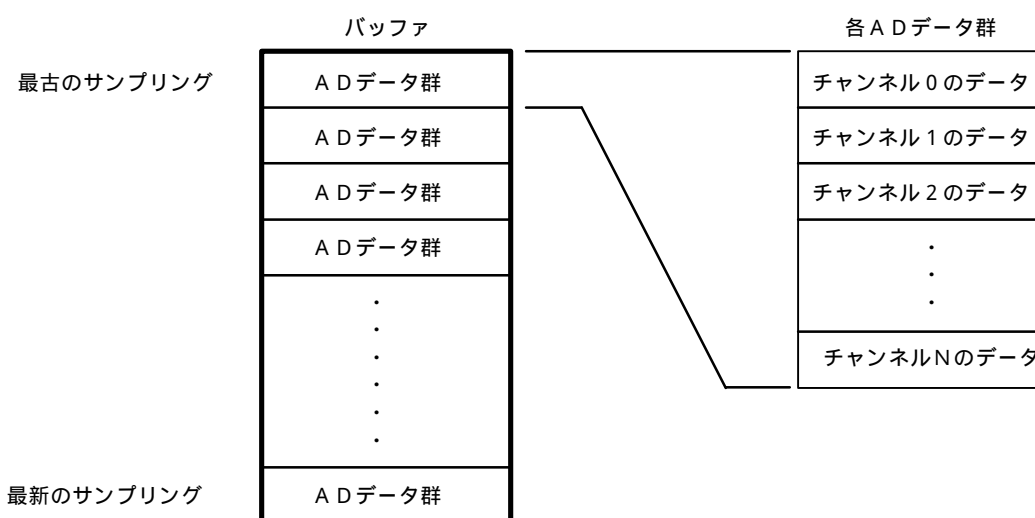 バッファ
各ＡＤデータ群
最古のサンプリング
ＡＤデータ群
チャンネル０のデータ
ＡＤデータ群
チャンネル１のデータ
ＡＤデータ群
チャンネル２のデータ
ＡＤデータ群
チャンネルＮのデータ
最新のサンプリング
ＡＤデータ群